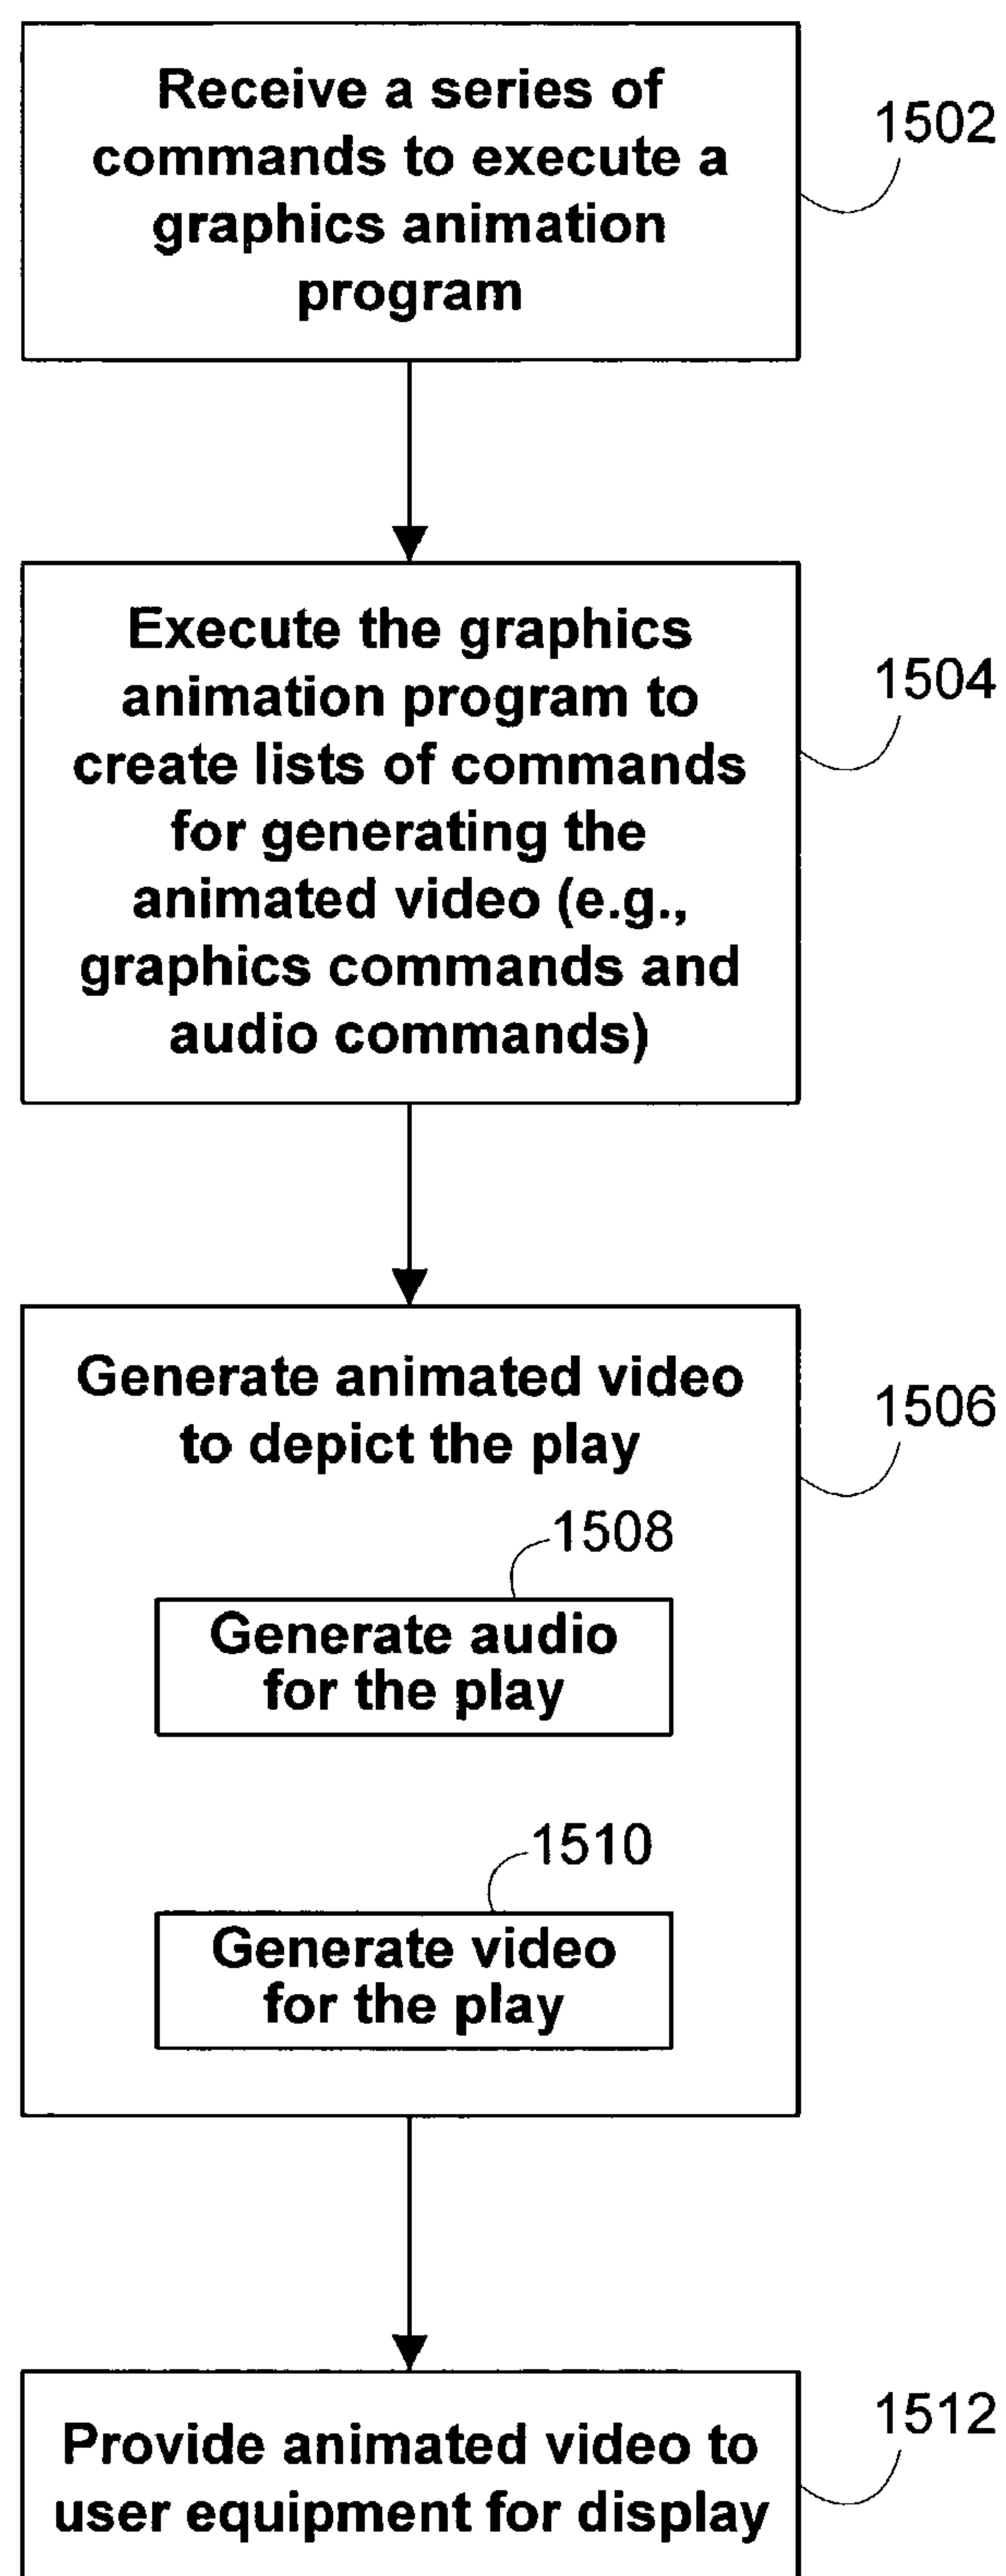 Receive a series of
commands to execute a
graphics animation
program
1502
Execute the graphics
animation program to
create lists of commands
for generating the
animated video (e.g.,
graphics commands and
audio commands)
1504
Generate animated video
to depict the play
1506
1508
Generate audio
for the play
1510
Generate video
for the play
Provide animated video to
user equipment for display
1512